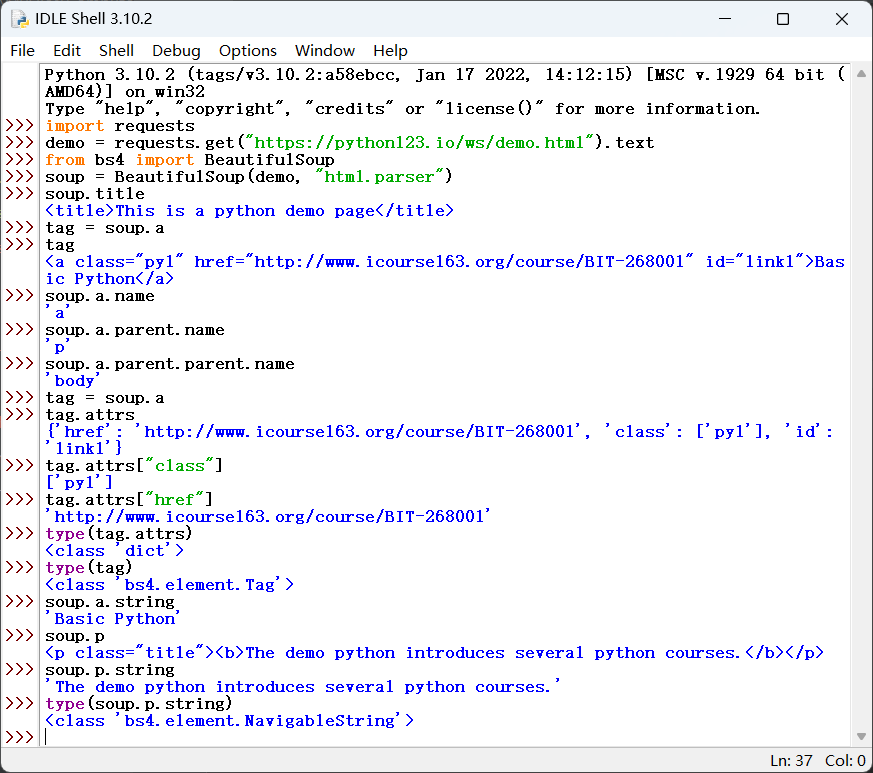 IDLE Shell 3.10.2
File Edit Shell Debug Options Window Help
Python 3.10.2 (tags/v3.10.2:a58ebcc, Jan 17 2022, 14:12:15) [MSC v.1929 64 bit (
AMD64)] on win32
Type "help", "copyright", "credits" or "license()" for more information.
>>> import requests
>>> demo = requests.get("https://python123.io/ws/demo.html").text
>>> from bs4 import BeautifulSoup
>>> soup = BeautifulSoup(demo, "html.parser")
>>> soup.title
<title>This is a python demo page</title>
>>> tag = soup.a
>>> tag
<a class="py1" href="http://www.icourse163.org/course/BIT-268001" id="link1">Bas
ic Python</a>
>>> soup.a.name
'a'
>>> soup.a.parent.name
'p'
>>> soup.a.parent.parent.name
'body'
>>> tag = soup.a
>>> tag.attrs
{'href': 'http://www.icourse163.org/course/BIT-268001', 'class': ['py1'], 'id':
'link1'}
>>> tag.attrs["class"]
['py1']
>>> tag.attrs["href"]
'http://www.icourse163.org/course/BIT-268001'
>>> type(tag.attrs)
<class 'dict'>
>>> type(tag)
<class 'bs4.element.Tag'>
>>> soup.a.string
'Basic Python'
>>> soup.p
<p class="title"><b>The demo python introduces several python courses.</b></p>
>>> soup.p.string
'The demo python introduces several python courses.'
>>> type(soup.p.string)
<class 'bs4.element.NavigableString'>
>>>
Ln: 37 Col: 0